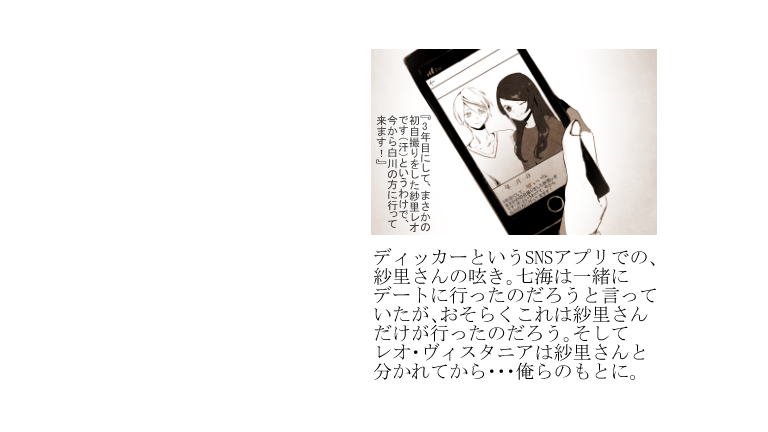 『3年目にして、まさかの
初自撮りをした紗里レオ
です(汗)というわけで、
今から白川の方に行って
来ます!』
ディッカーというSNSアプリでの、
紗里さんの呟き。七海は一緒に
デートに行ったのだろうと言って
いたが、おそらくこれは紗里さん
だけが行ったのだろう。そして
レオ・ヴィスタニアは紗里さんと
分かれてから・・・俺らのもとに。